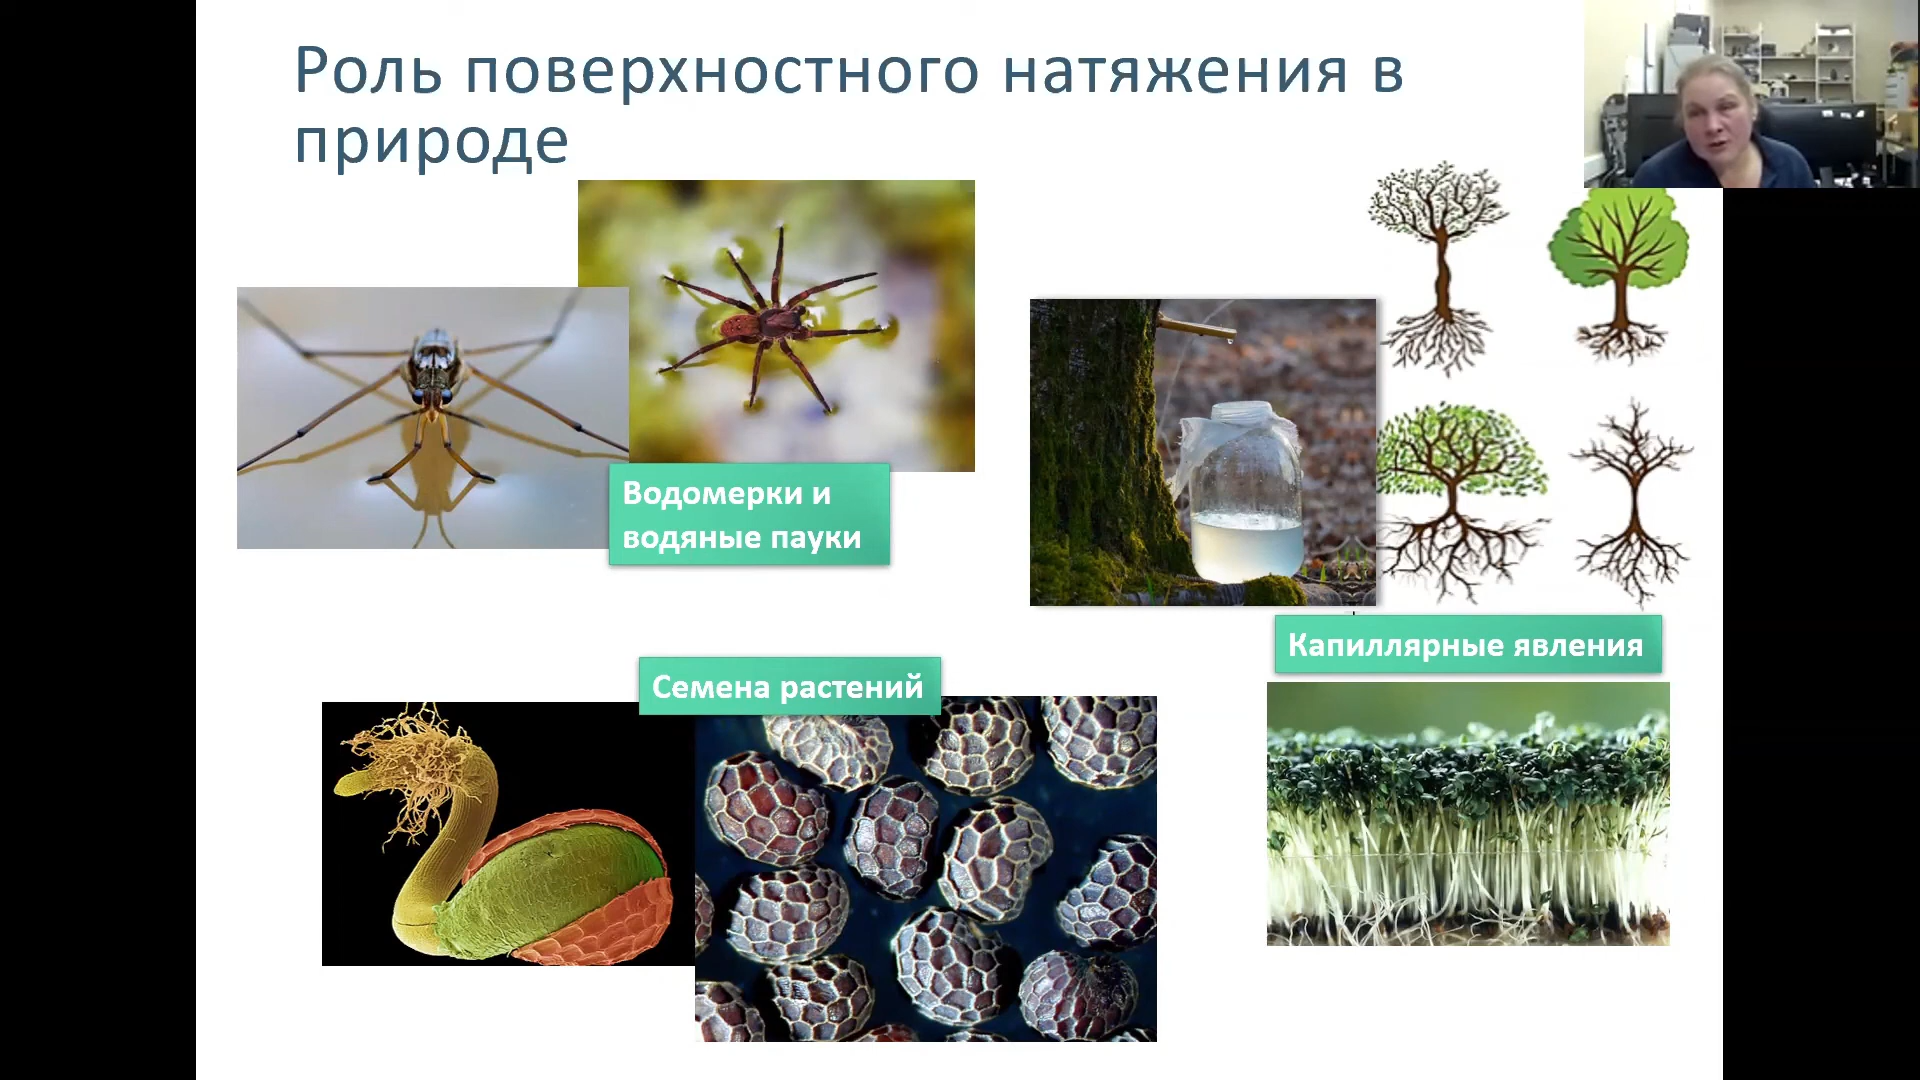 Роль поверхностного натяжения в
природе
Водомерки и
водяные пауки
Капиллярные явления
Семена растений